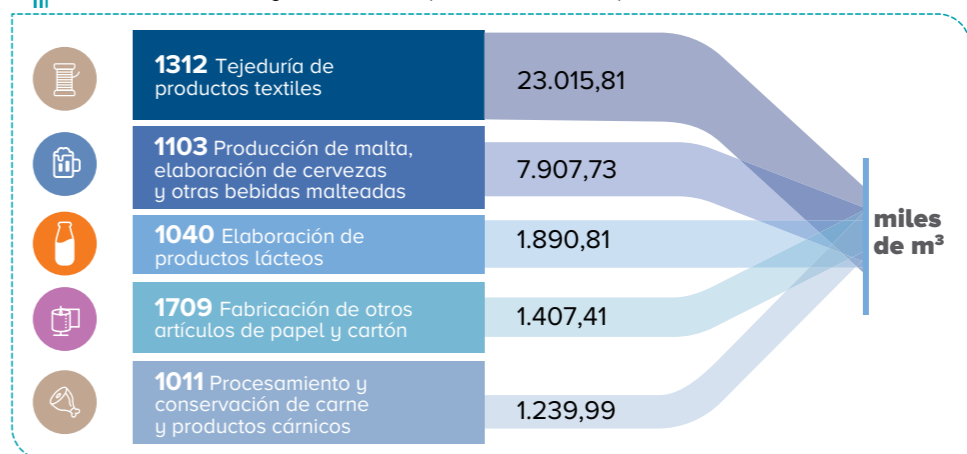 1312 Tejeduría de
productos textiles
23.015,81
1103 Producción de malta,
elaboración de cervezas
y otras bebidas malteadas
7.907,73
1040 Elaboración de
productos lácteos
1.890,81
1709 Fabricación de otros
artículos de papel y cartón
1.407,41
1011 Procesamiento y
conservación de carne
y productos cárnicos
1.239,99
miles
de m³